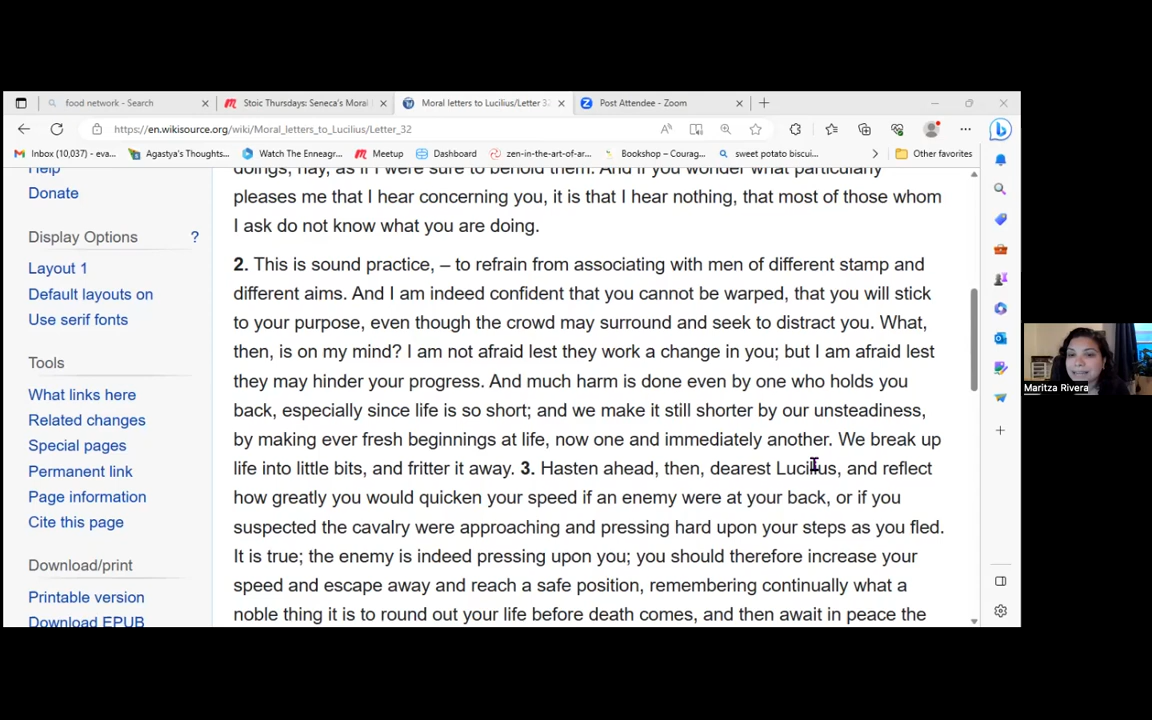 food network - Search
Stoic Thursdays: Seneca's Moral
Moral letters to Lucilius/Letter 32
Post Attendee - Zoom
https://en.wikisource.org/wiki/Moral_letters_to_Lucilius/Letter_32
Inbox (10,037) - eva...
Agastya's Thoughts...
Watch The Enneagr...
Meetup
Dashboard
zen-in-the-art-of-ar...
Bookshop – Courag...
sweet potato biscui...
Other favorites
Help
Donate
Display Options ?
Layout 1
Default layouts on
Use serif fonts
Tools
What links here
Related changes
Special pages
Permanent link
Page information
Cite this page
Download/print
Printable version
Download EPUB
doings, nay, as if I were sure to behold them. And if you wonder what particularly
pleases me that I hear concerning you, it is that I hear nothing, that most of those whom
I ask do not know what you are doing.
2. This is sound practice, – to refrain from associating with men of different stamp and
different aims. And I am indeed confident that you cannot be warped, that you will stick
to your purpose, even though the crowd may surround and seek to distract you. What,
then, is on my mind? I am not afraid lest they work a change in you; but I am afraid lest
they may hinder your progress. And much harm is done even by one who holds you
back, especially since life is so short; and we make it still shorter by our unsteadiness,
by making ever fresh beginnings at life, now one and immediately another. We break up
life into little bits, and fritter it away. 3. Hasten ahead, then, dearest Lucilius, and reflect
how greatly you would quicken your speed if an enemy were at your back, or if you
suspected the cavalry were approaching and pressing hard upon your steps as you fled.
It is true; the enemy is indeed pressing upon you; you should therefore increase your
speed and escape away and reach a safe position, remembering continually what a
noble thing it is to round out your life before death comes, and then await in peace the
Maritza Rivera